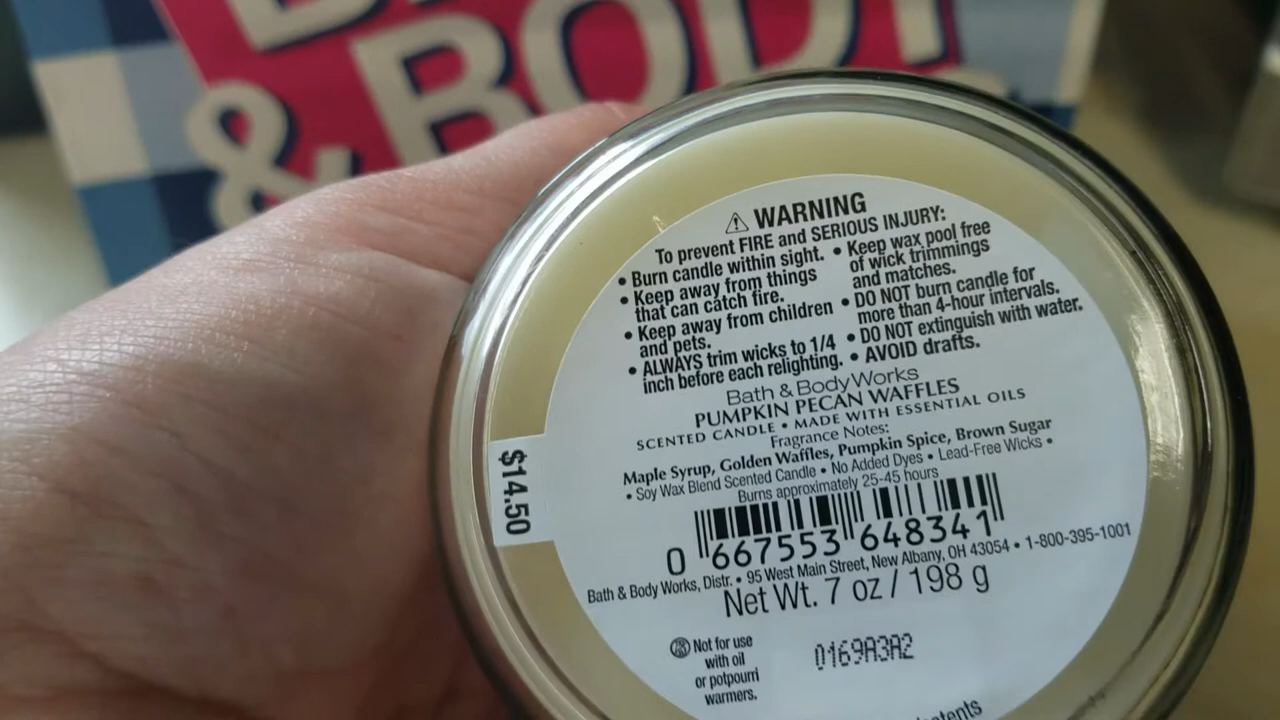 & BODY
⚠ WARNING
To prevent FIRE and SERIOUS INJURY:
• Burn candle within sight.
• Keep away from things
that can catch fire.
• Keep away from children
and pets.
• ALWAYS trim wicks to 1/4
inch before each relighting.
• Keep wax pool free
of wick trimmings
and matches.
• DO NOT burn candle for
more than 4-hour intervals.
• DO NOT extinguish with water.
• AVOID drafts.
Bath & Body Works
PUMPKIN PECAN WAFFLES
SCENTED CANDLE • MADE WITH ESSENTIAL OILS
Fragrance Notes:
Maple Syrup, Golden Waffles, Pumpkin Spice, Brown Sugar
• Soy Wax Blend Scented Candle • No Added Dyes • Lead-Free Wicks •
Burns approximately 25-45 hours
$14.50
0 667553 648341
Bath & Body Works, Distr. • 95 West Main Street, New Albany, OH 43054 • 1-800-395-1001
Net Wt. 7 oz / 198 g
Not for use
with oil
or potpourri
warmers.
0169A3A2